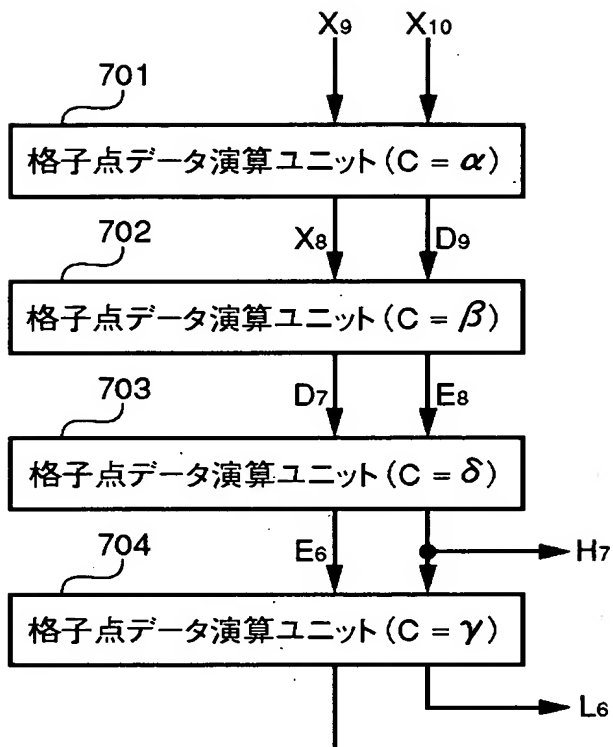 X9 X10
701
格子点データ演算ユニット(C = α)
702
X8 D9
格子点データ演算ユニット(C = β)
703
D7 E8
格子点データ演算ユニット(C = δ)
704
E6
H7
格子点データ演算ユニット(C = γ)
L6